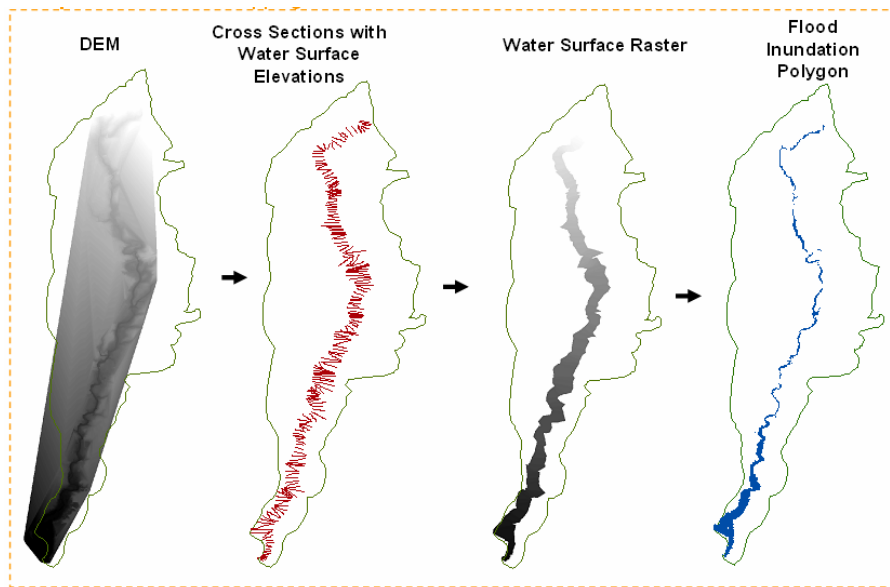 DEM
Cross Sections with
Water Surface
Elevations
Water Surface Raster
Flood
Inundation
Polygon